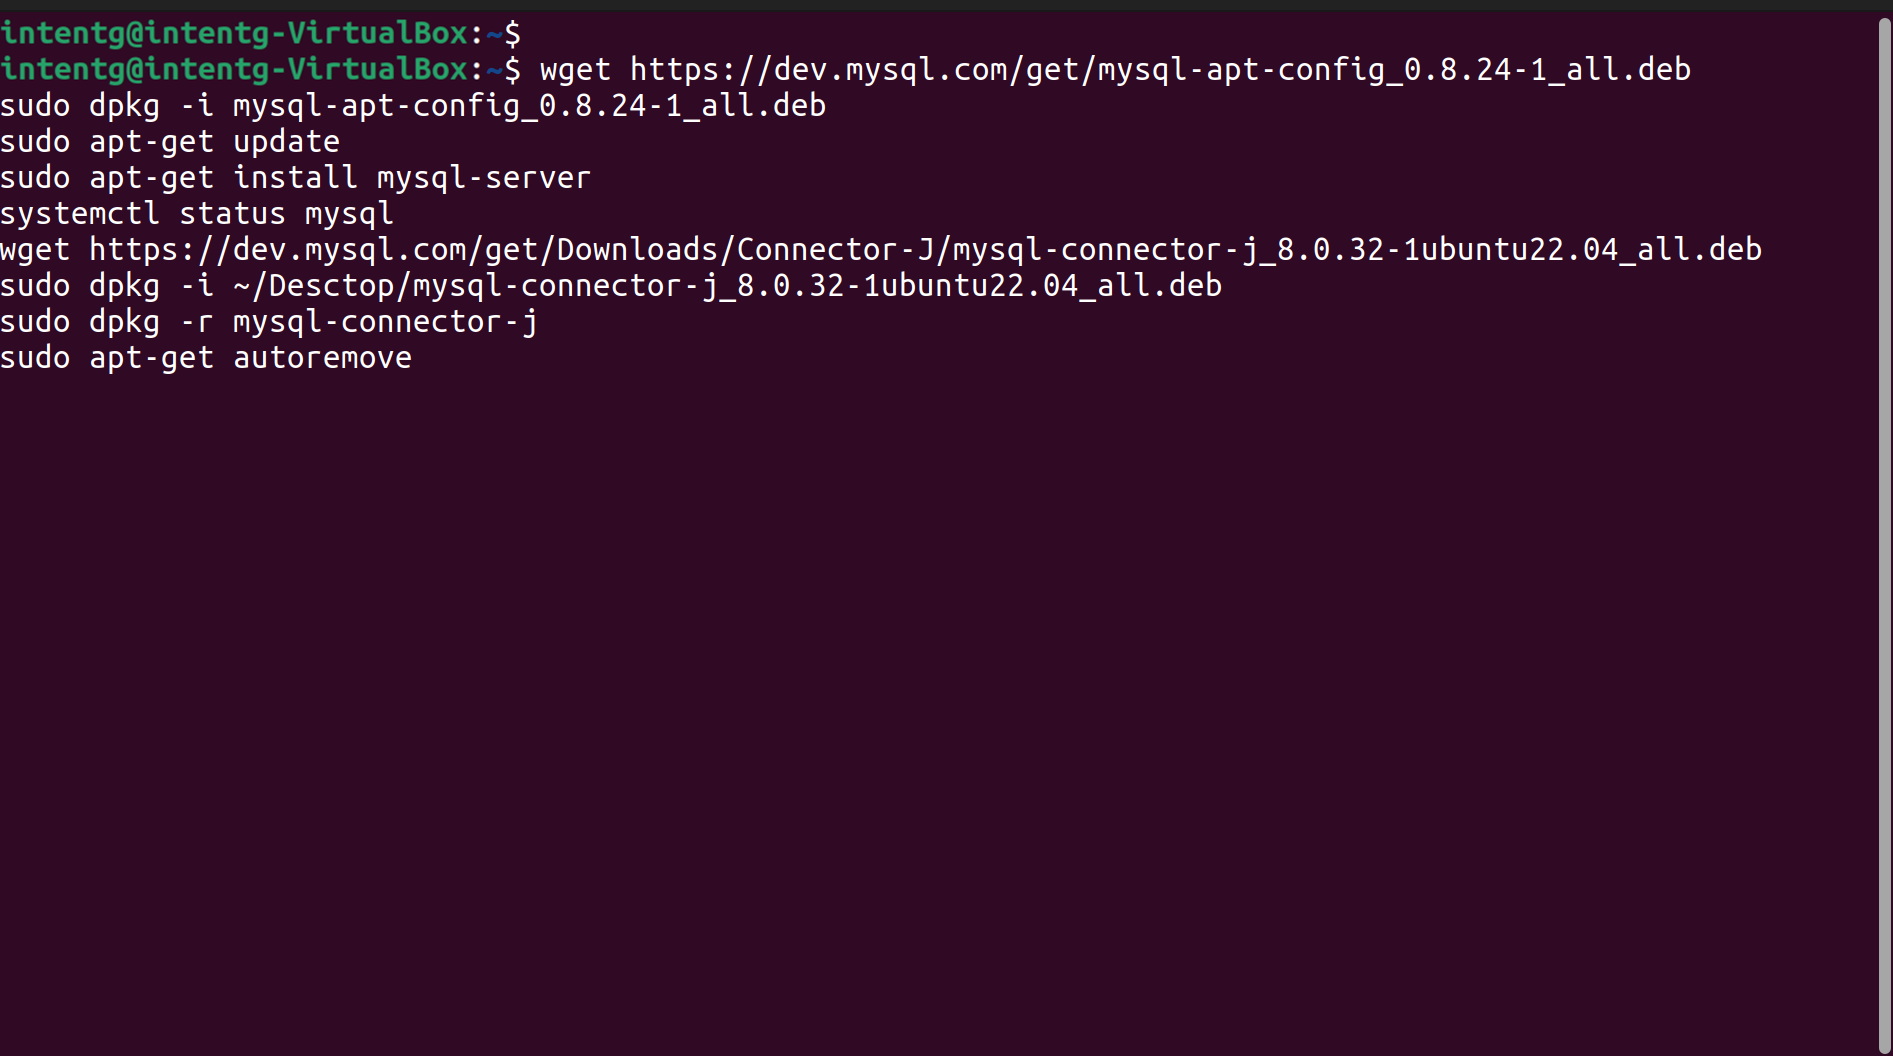 intentg@intentg-VirtualBox:~$
intentg@intentg-VirtualBox:~$ wget https://dev.mysql.com/get/mysql-apt-config_0.8.24-1_all.deb
sudo dpkg -i mysql-apt-config_0.8.24-1_all.deb
sudo apt-get update
sudo apt-get install mysql-server
systemctl status mysql
wget https://dev.mysql.com/get/Downloads/Connector-J/mysql-connector-j_8.0.32-1ubuntu22.04_all.deb
sudo dpkg -i ~/Desctop/mysql-connector-j_8.0.32-1ubuntu22.04_all.deb
sudo dpkg -r mysql-connector-j
sudo apt-get autoremove